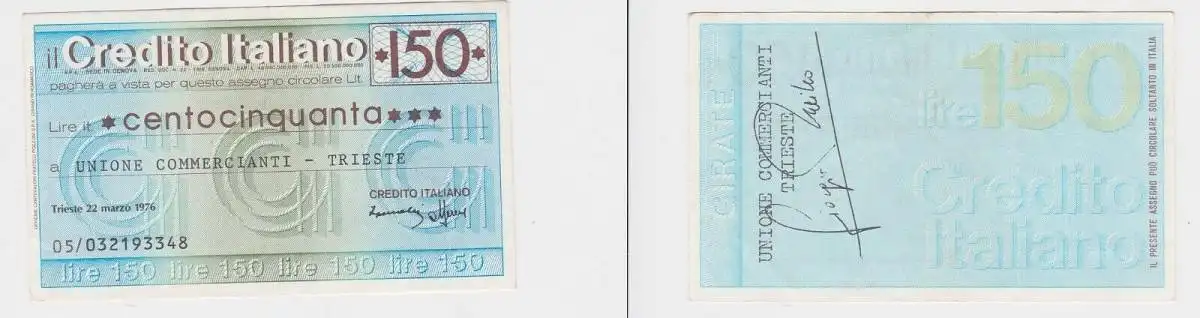 il Credito Italiano
*150*
pagherà a vista per questo assegno circolare Lit.
Lire it. *centocinquanta***
a UNIONE COMMERCIANTI - TRIESTE
CREDITO ITALIANO
Trieste 22 marzo 1976
05/032193348
lire 150 lire 150 lire 150 lire 150
GIRATE
UNIONE COMMERCIANTI
TRIESTE
lire 150
Credito
Italiano
IL PRESENTE ASSEGNO PUÒ CIRCOLARE SOLTANTO IN ITALIA